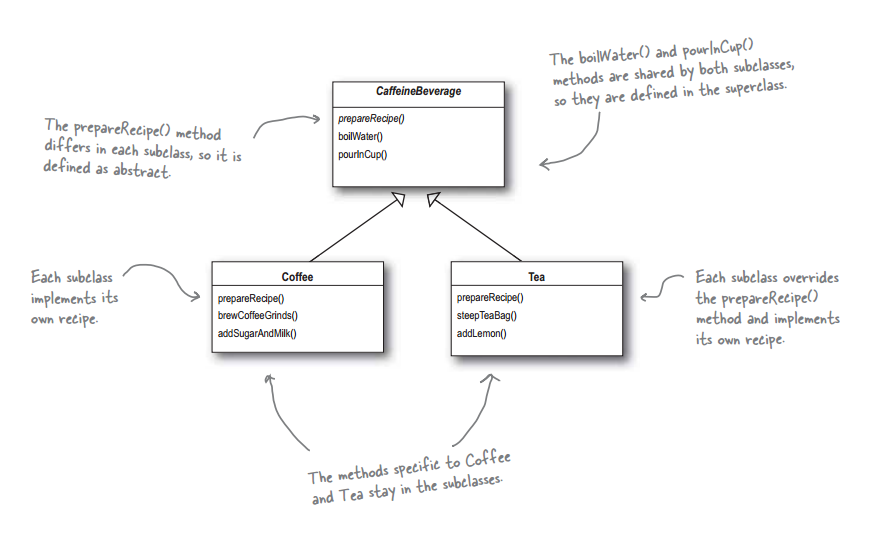 The boilWater() and pourInCup()
methods are shared by both subclasses,
so they are defined in the superclass.
CaffeineBeverage
prepareRecipe()
boilWater()
pourInCup()
The prepareRecipe() method
differs in each subclass, so it is
defined as abstract.
Each subclass
implements its
own recipe.
Coffee
prepareRecipe()
brewCoffeeGrinds()
addSugarAndMilk()
Tea
prepareRecipe()
steepTeaBag()
addLemon()
Each subclass overrides
the prepareRecipe()
method and implements
its own recipe.
The methods specific to Coffee
and Tea stay in the subclasses.